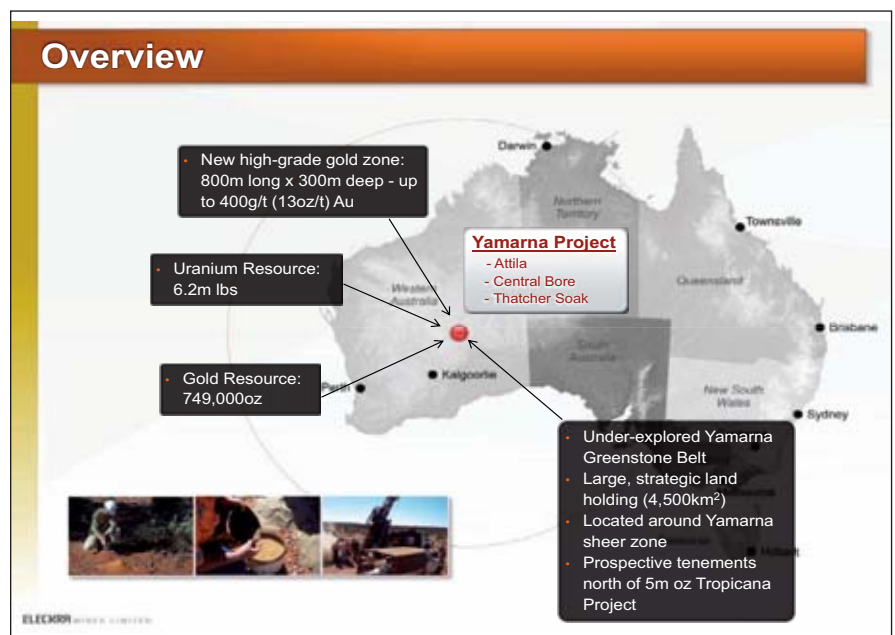 Overview
• New high-grade gold zone:
800m long x 300m deep - up
to 400g/t (13oz/t) Au
• Uranium Resource:
6.2m lbs
• Gold Resource:
749,000oz
Yamarna Project
- Attila
- Central Bore
- Thatcher Soak
• Under-explored Yamarna
Greenstone Belt
• Large, strategic land
holding (4,500km²)
• Located around Yamarna
sheer zone
• Prospective tenements
north of 5m oz Tropicana
Project
Darwin
Northern
Territory
Townsville
Western
Australia
Queensland
Brisbane
South
Australia
Perth
Kalgoorlie
New South
Wales
Sydney
Hobart
ELECKRA MINES LIMITED